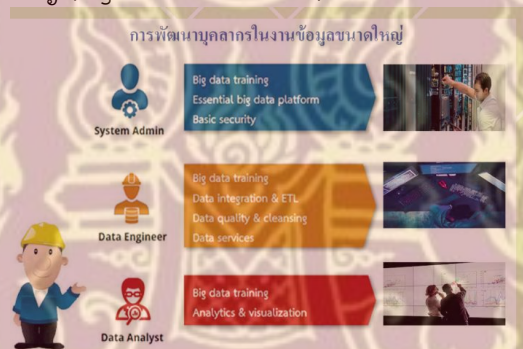 การพัฒนาบุคลากรในงานข้อมูลขนาดใหญ่
Big data training
Essential big data platform
Basic security
System Admin
Big data training
Data integration & ETL
Data quality & cleansing
Data services
Data Engineer
Big data training
Analytics & visualization
Data Analyst